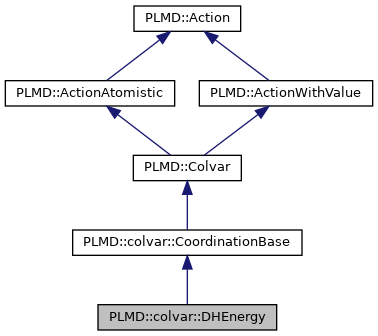 PLMD::Action
PLMD::ActionAtomistic
PLMD::ActionWithValue
PLMD::Colvar
PLMD::colvar::CoordinationBase
PLMD::colvar::DHEnergy